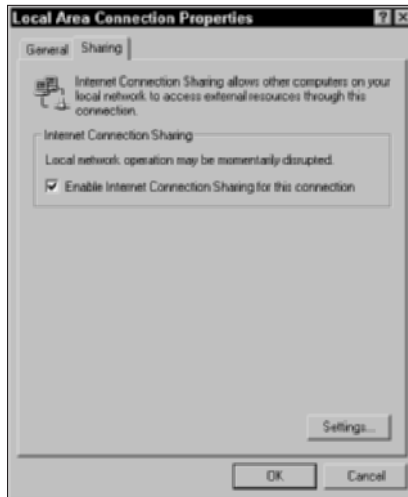 Local Area Connection Properties
General Sharing
Internet Connection Sharing allows other computers on your
local network to access external resources through this
connection.
Internet Connection Sharing
Local network operation may be momentarily disrupted.
Enable Internet Connection Sharing for this connection
Settings...
OK Cancel